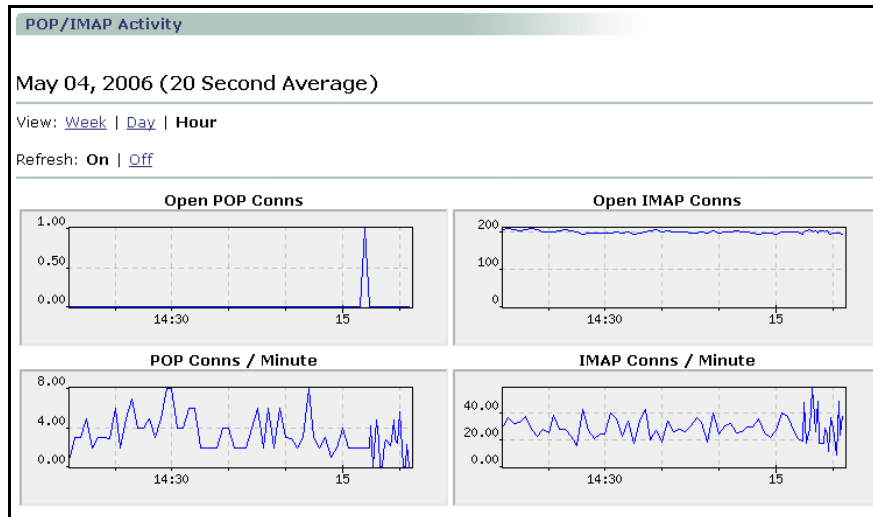 POP/IMAP Activity
May 04, 2006 (20 Second Average)
View: Week | Day | Hour
Refresh: On | Off
Open POP Conns
1.00
0.50
0.00
14:30 15
Open IMAP Conns
200
100
0
14:30 15
POP Conns / Minute
8.00
4.00
0.00
14:30 15
IMAP Conns / Minute
40.00
20.00
0.00
14:30 15